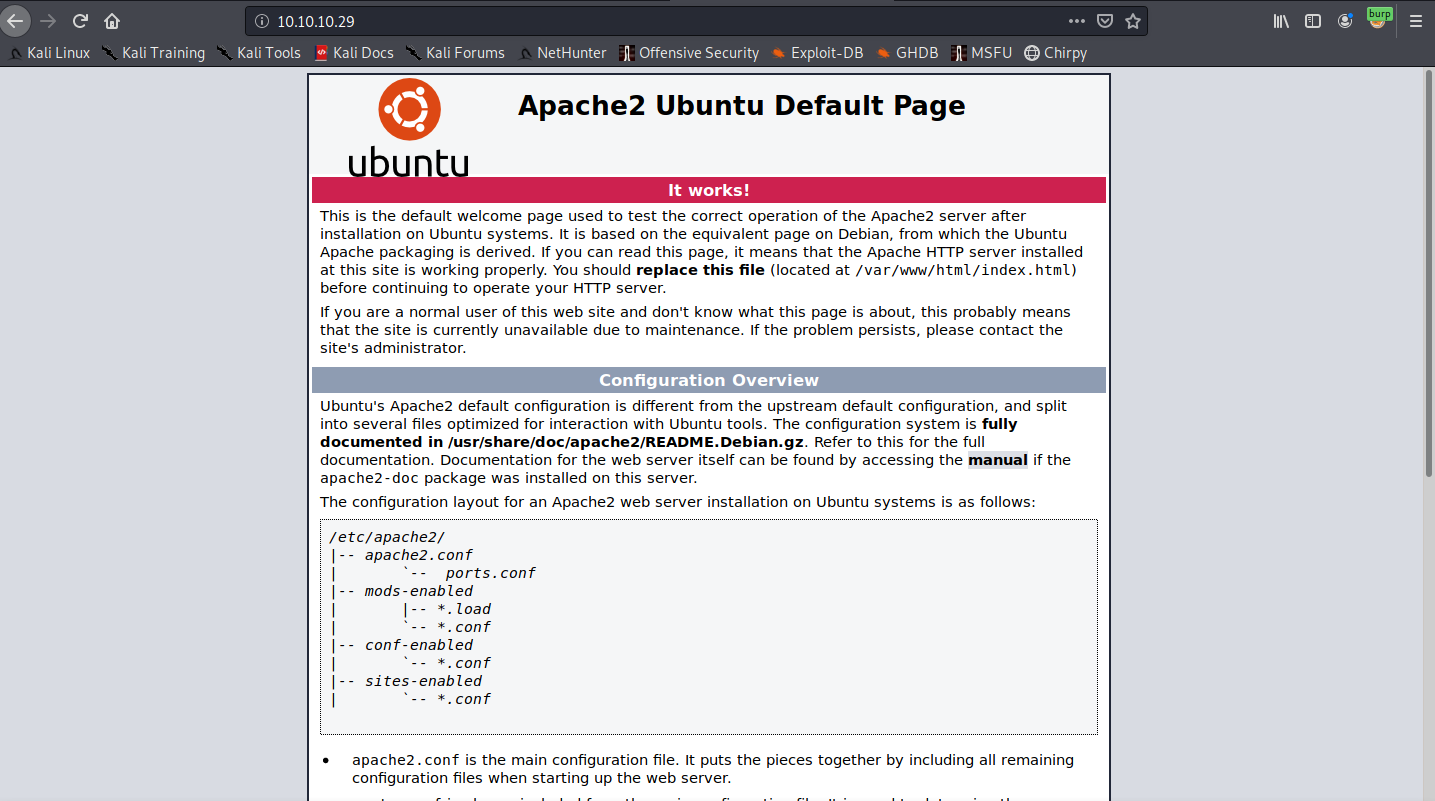 10.10.10.29
burp
Kali Linux Kali Training Kali Tools Kali Docs Kali Forums NetHunter Offensive Security Exploit-DB GHDB MSFU Chirpy
Apache2 Ubuntu Default Page
ubuntu
It works!
This is the default welcome page used to test the correct operation of the Apache2 server after
installation on Ubuntu systems. It is based on the equivalent page on Debian, from which the Ubuntu
Apache packaging is derived. If you can read this page, it means that the Apache HTTP server installed
at this site is working properly. You should replace this file (located at /var/www/html/index.html)
before continuing to operate your HTTP server.
If you are a normal user of this web site and don't know what this page is about, this probably means
that the site is currently unavailable due to maintenance. If the problem persists, please contact the
site's administrator.
Configuration Overview
Ubuntu's Apache2 default configuration is different from the upstream default configuration, and split
into several files optimized for interaction with Ubuntu tools. The configuration system is fully
documented in /usr/share/doc/apache2/README.Debian.gz. Refer to this for the full
documentation. Documentation for the web server itself can be found by accessing the manual if the
apache2-doc package was installed on this server.
The configuration layout for an Apache2 web server installation on Ubuntu systems is as follows:
/etc/apache2/
|-- apache2.conf
|       `--  ports.conf
|-- mods-enabled
|       |-- *.load
|       `-- *.conf
|-- conf-enabled
|       `-- *.conf
|-- sites-enabled
|       `-- *.conf
• apache2.conf is the main configuration file. It puts the pieces together by including all remaining
configuration files when starting up the web server.